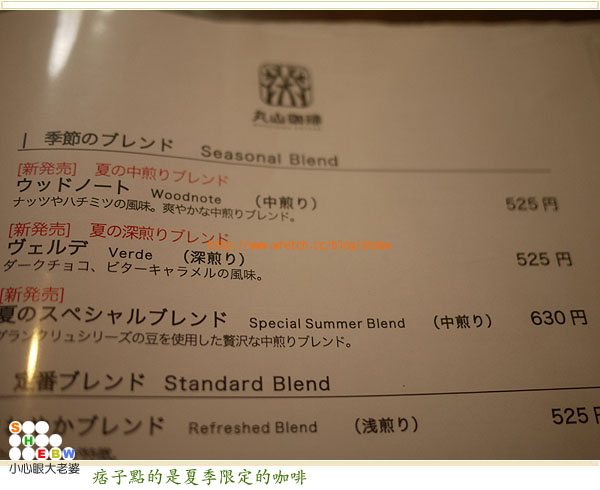 丸山珈琲
季節のブレンド Seasonal Blend
[新発売] 夏の中煎りブレンド
ウッドノート Woodnote （中煎り） 525円
ナッツやハチミツの風味。爽やかな中煎りブレンド。
[新発売] 夏の深煎りブレンド
ヴェルデ Verde （深煎り） 525円
ダークチョコ、ビターキャラメルの風味。
[新発売]
夏のスペシャルブレンド Special Summer Blend （中煎り） 630円
グランクリュシリーズの豆を使用した贅沢な中煎りブレンド。
定番ブレンド Standard Blend
やかブレンド Refreshed Blend （浅煎り） 525円
SH
EBW
小心眼大老婆
痞子點的是夏季限定的咖啡